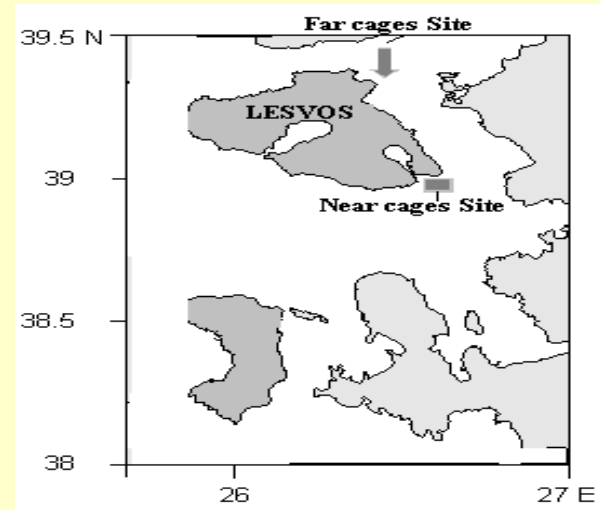 Far cages Site
39.5 N
LESVOS
39
Near cages Site
38.5
38
26
27 E